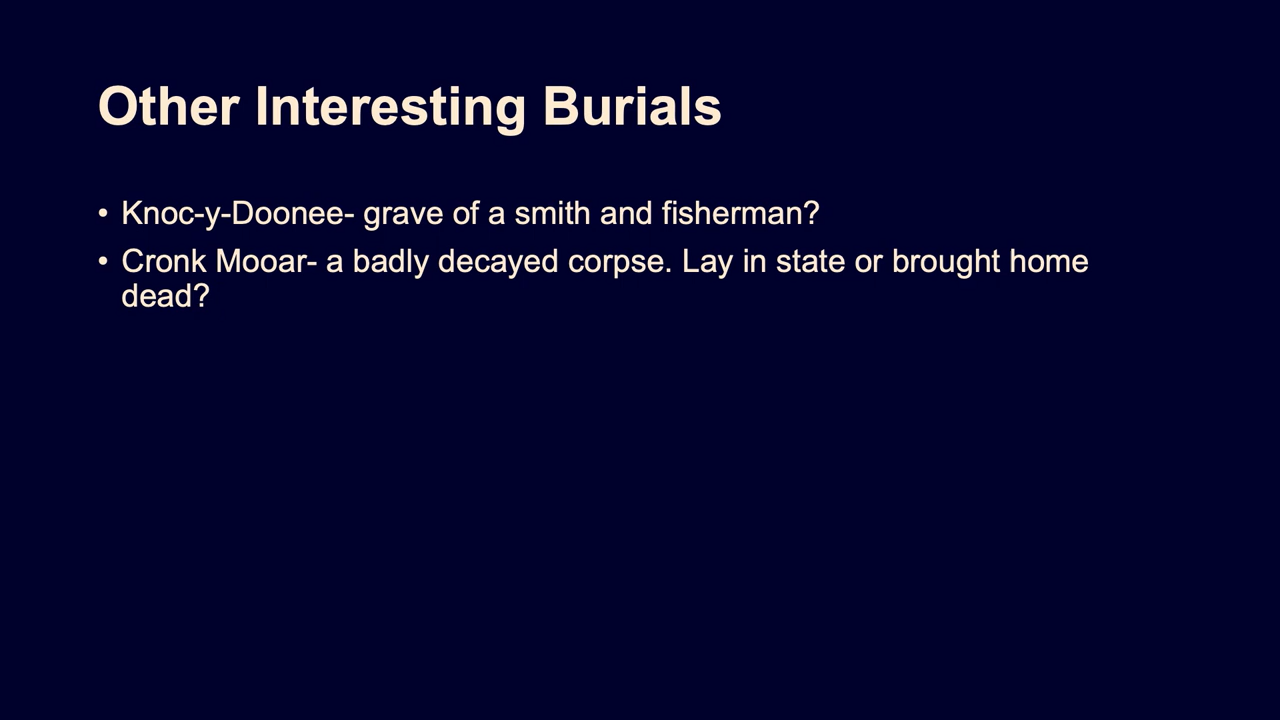 Other Interesting Burials
• Knoc-y-Doonee- grave of a smith and fisherman?
• Cronk Mooar- a badly decayed corpse. Lay in state or brought home
dead?